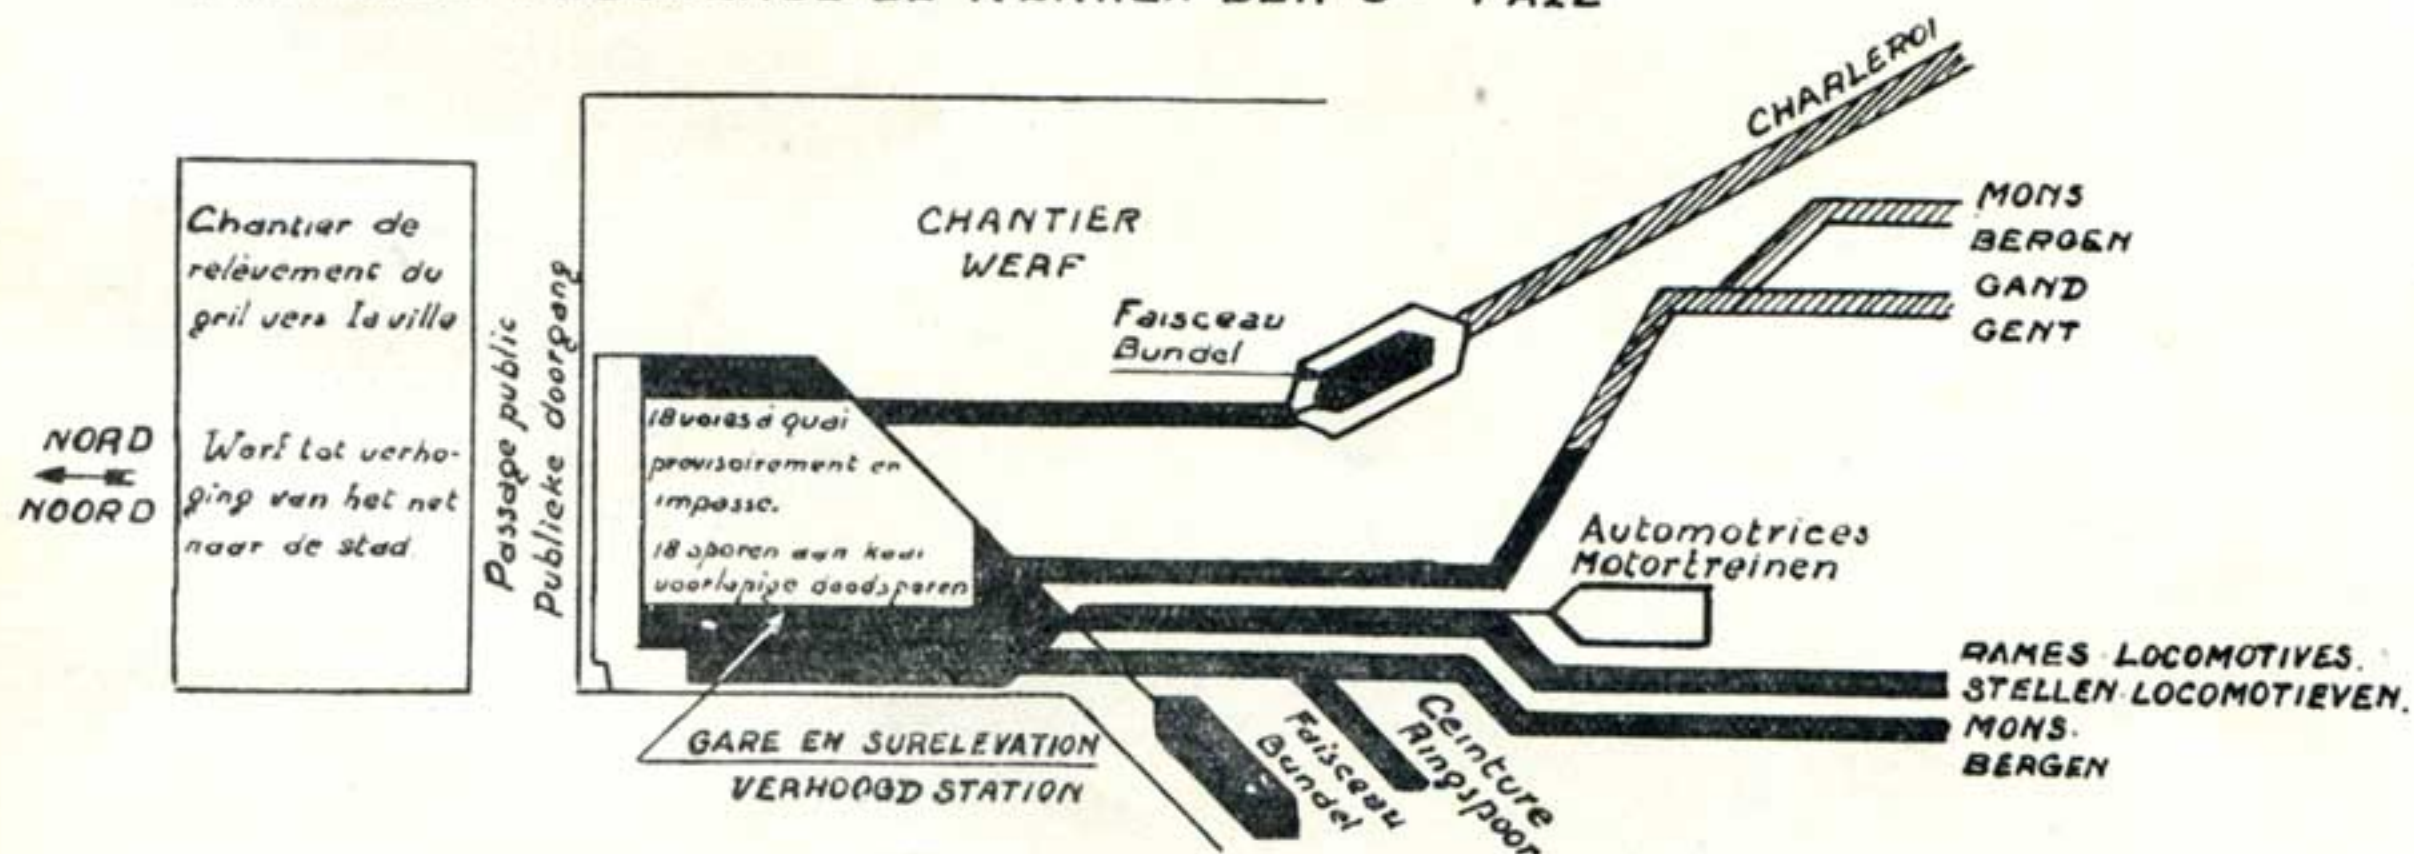 CHARLEROI
MONS
BERGEN
GAND
GENT
CHANTIER
WERF
Faisceau
Bundel
Chantier de
relèvement du
gril vers la ville
Werf tot verho-
ging van het net
naar de stad
NORD
NOORD
Passage public
Publieke doorgang
18 voies à quai
provisoirement en
impasse.
18 sporen aan kaai
voorlopige doodsporen
Automotrices
Motortreinen
RAMES LOCOMOTIVES.
STELLEN LOCOMOTIEVEN.
MONS.
BERGEN
GARE EN SURELEVATION
VERHOOGD STATION
Faisceau
Bundel
Ceinture
Ringspoor